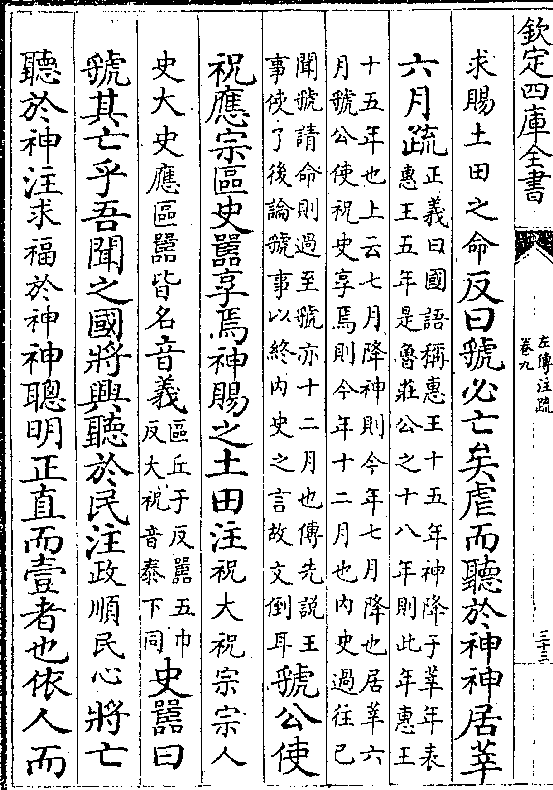 欽定四庫全書
左傳注疏
卷九
三十三
求賜土田之命反曰虢必亡矣虐而聽於神神居莘
六月疏
正義曰國語稱惠王十五年神降于莘年表
惠王五年是魯莊公之十八年則此年惠王
十五年也上云七月降神則今年七月降也居莘六
月虢公使祝史享焉則今年十二月也内史過往已
聞虢請命則過至虢亦十二月也傳先說王
事使了後論虢事以終内史之言故文倒耳
虢公使
祝應宗區史嚚享焉神賜之土田注祝大祝宗宗人
史大史應區嚚皆名音義
區丘于反嚚五巾
反大祝音泰下同
史嚚曰
虢其亡乎吾聞之國將興聽於民注政順民心將亡
聽於神注求福於神神聰明正直而壹者也依人而